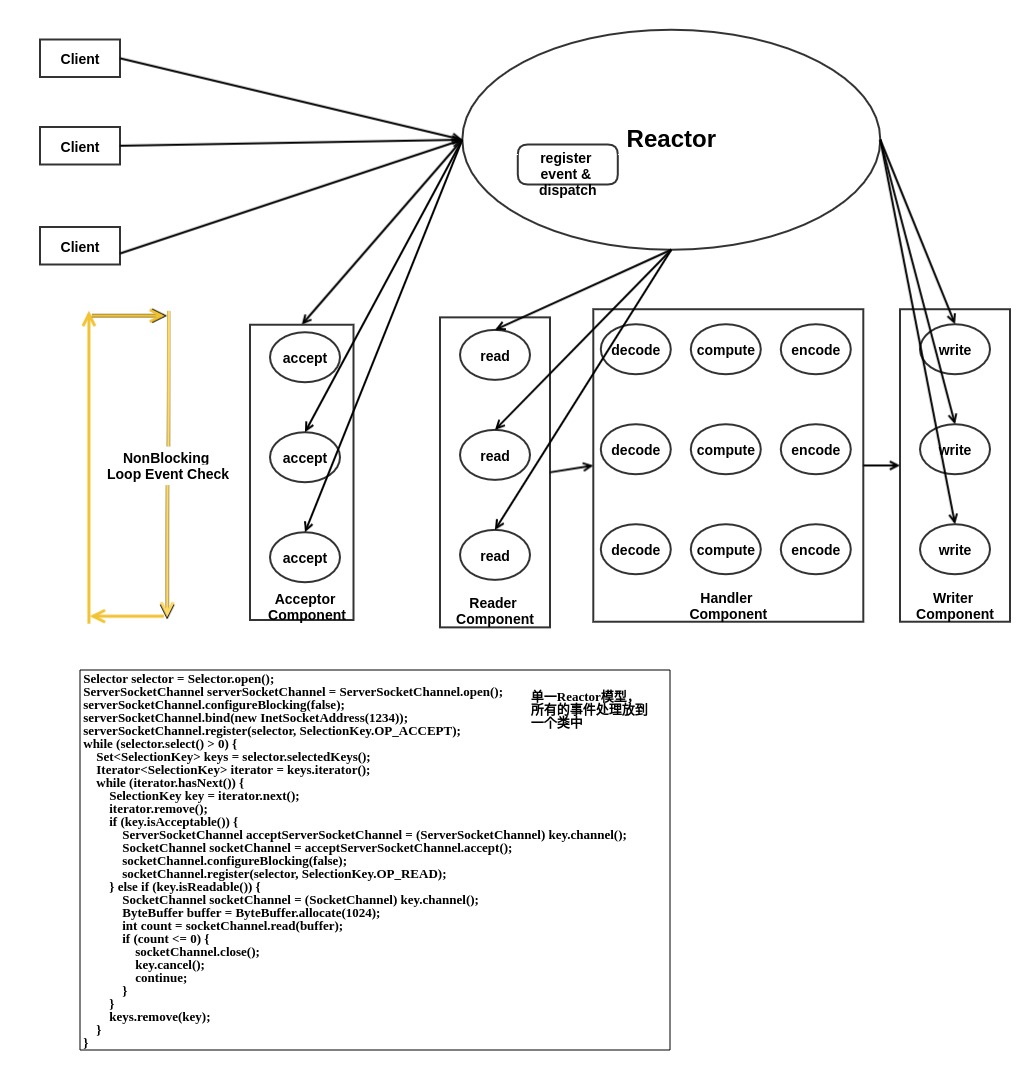 Client
Client
Client
Reactor
register
event &
dispatch
NonBlocking
Loop Event Check
accept
accept
accept
Acceptor
Component
read
read
read
Reader
Component
decode
compute
encode
decode
compute
encode
decode
compute
encode
Handler
Component
write
write
write
Writer
Component
Selector selector = Selector.open();
ServerSocketChannel serverSocketChannel = ServerSocketChannel.open();
serverSocketChannel.configureBlocking(false);
serverSocketChannel.bind(new InetSocketAddress(1234));
serverSocketChannel.register(selector, SelectionKey.OP_ACCEPT);
while (selector.select() > 0) {
    Set<SelectionKey> keys = selector.selectedKeys();
    Iterator<SelectionKey> iterator = keys.iterator();
    while (iterator.hasNext()) {
        SelectionKey key = iterator.next();
        iterator.remove();
        if (key.isAcceptable()) {
            ServerSocketChannel acceptServerSocketChannel = (ServerSocketChannel) key.channel();
            SocketChannel socketChannel = acceptServerSocketChannel.accept();
            socketChannel.configureBlocking(false);
            socketChannel.register(selector, SelectionKey.OP_READ);
        } else if (key.isReadable()) {
            SocketChannel socketChannel = (SocketChannel) key.channel();
            ByteBuffer buffer = ByteBuffer.allocate(1024);
            int count = socketChannel.read(buffer);
            if (count <= 0) {
                socketChannel.close();
                key.cancel();
                continue;
            }
        }
        keys.remove(key);
    }
}
单一Reactor模型，
所有的事件处理放到
一个类中